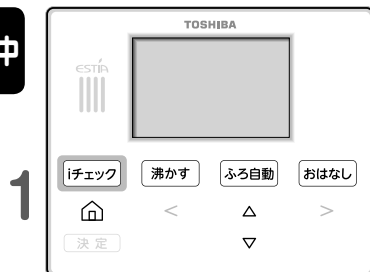 TOSHIBA
中
ESTÍA
1
iチェック
沸かす
ふろ自動
おはなし
< △ >
決定
▽